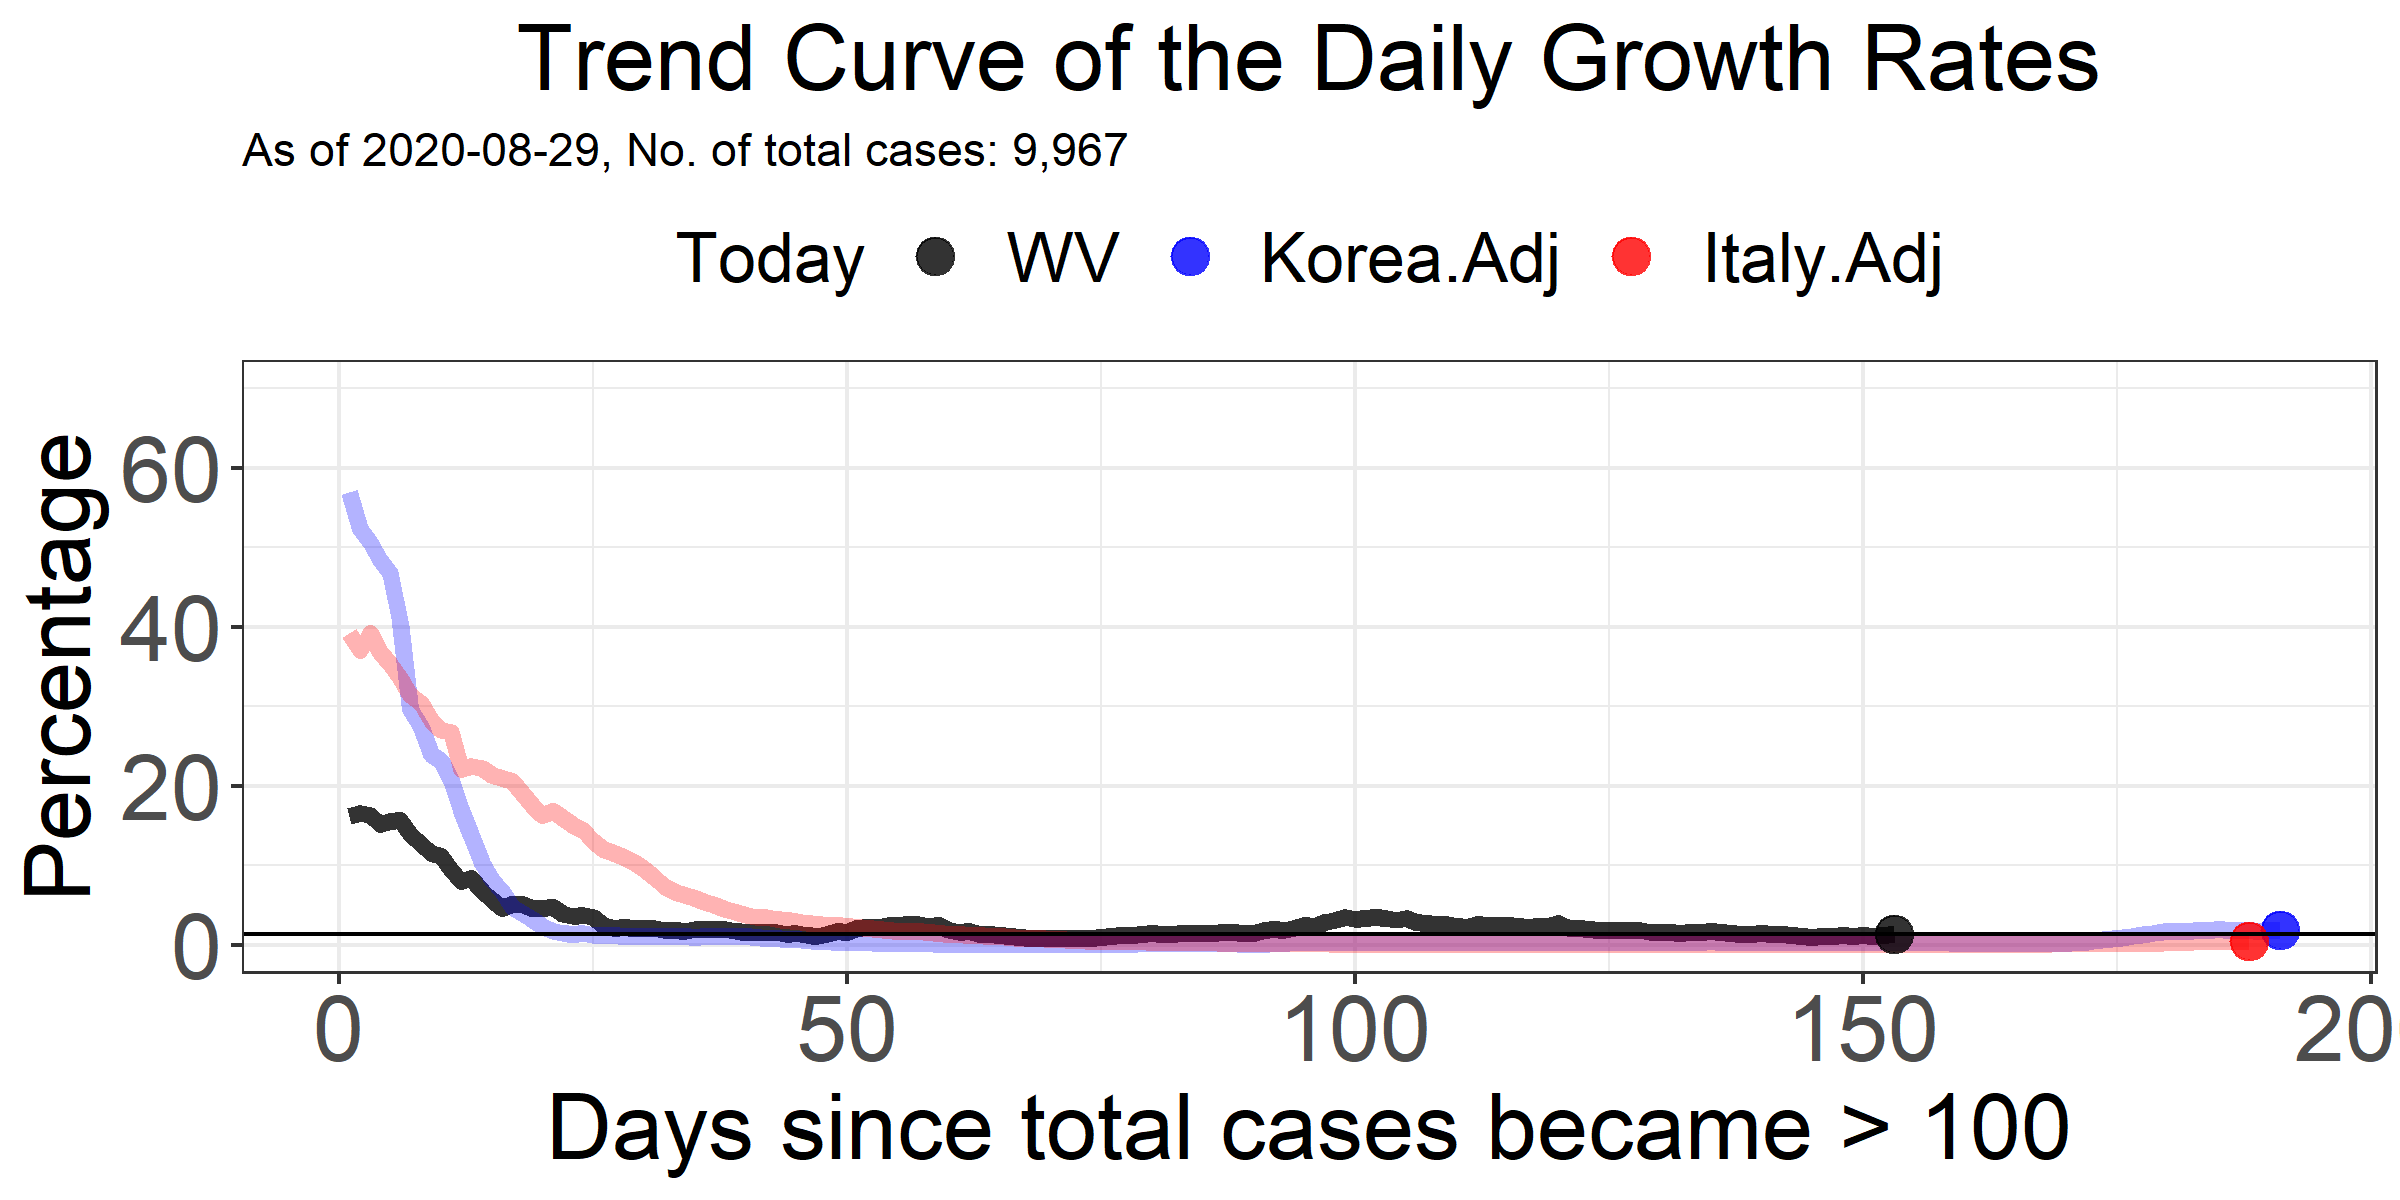 Trend Curve of the Daily Growth Rates
As of 2020-08-29, No. of total cases: 9,967
Today WV Korea.Adj Italy.Adj
Percentage
60
40
20
0
0 50 100 150 20
Days since total cases became > 100